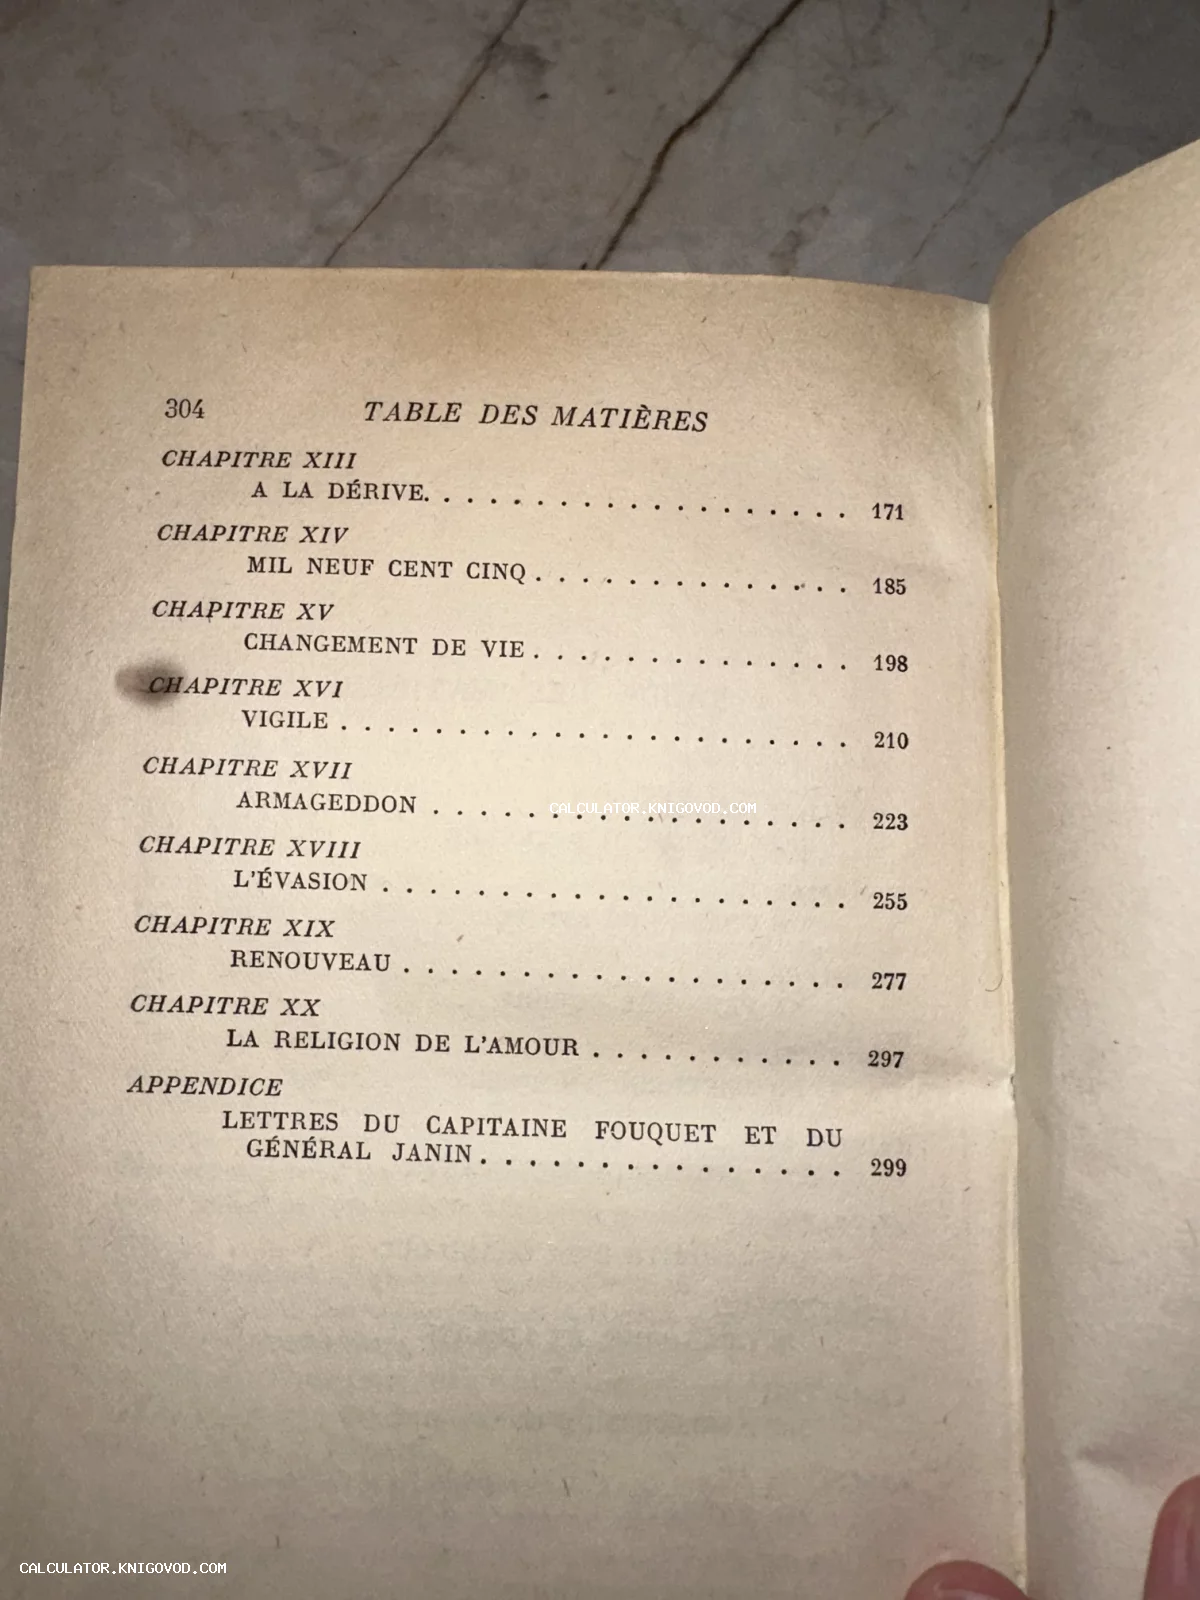 304 TABLE DES MATIÈRES
CHAPITRE XIII
A LA DÉRIVE. . . . . . . . . . . . . . . . . . . 171
CHAPITRE XIV
MIL NEUF CENT CINQ . . . . . . . . . . . . . . 185
CHAPITRE XV
CHANGEMENT DE VIE . . . . . . . . . . . . . . 198
CHAPITRE XVI
VIGILE . . . . . . . . . . . . . . . . . . . . . . 210
CHAPITRE XVII
ARMAGEDDON . . . . . . . . . . . . . . . . . . 223
CALCULATOR.KNIGOVOD.COM
CHAPITRE XVIII
L'ÉVASION . . . . . . . . . . . . . . . . . . . . 255
CHAPITRE XIX
RENOUVEAU . . . . . . . . . . . . . . . . . . . 277
CHAPITRE XX
LA RELIGION DE L'AMOUR . . . . . . . . . . . 297
APPENDICE
LETTRES DU CAPITAINE FOUQUET ET DU
GÉNÉRAL JANIN . . . . . . . . . . . . . . . . 299
CALCULATOR.KNIGOVOD.COM